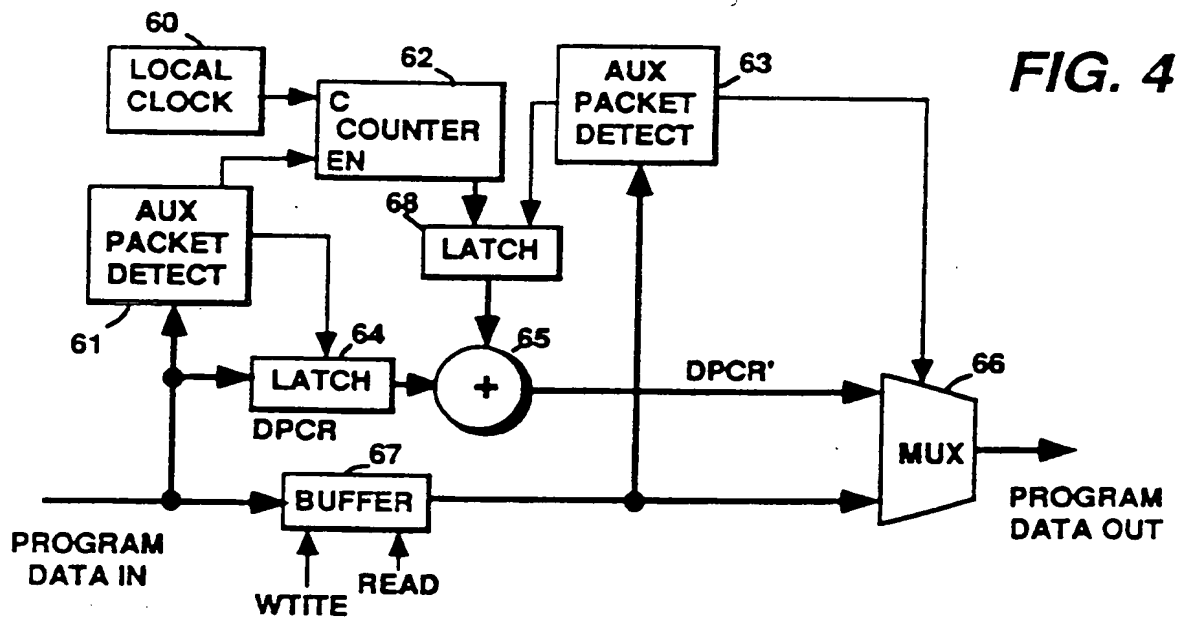 60
LOCAL
CLOCK
62
C
COUNTER
EN
AUX
PACKET
DETECT
63
FIG. 4
AUX
PACKET
DETECT
61
68
LATCH
64
LATCH
DPCR
65
+
DPCR'
66
MUX
67
BUFFER
PROGRAM
DATA IN
WTITE
READ
PROGRAM
DATA OUT